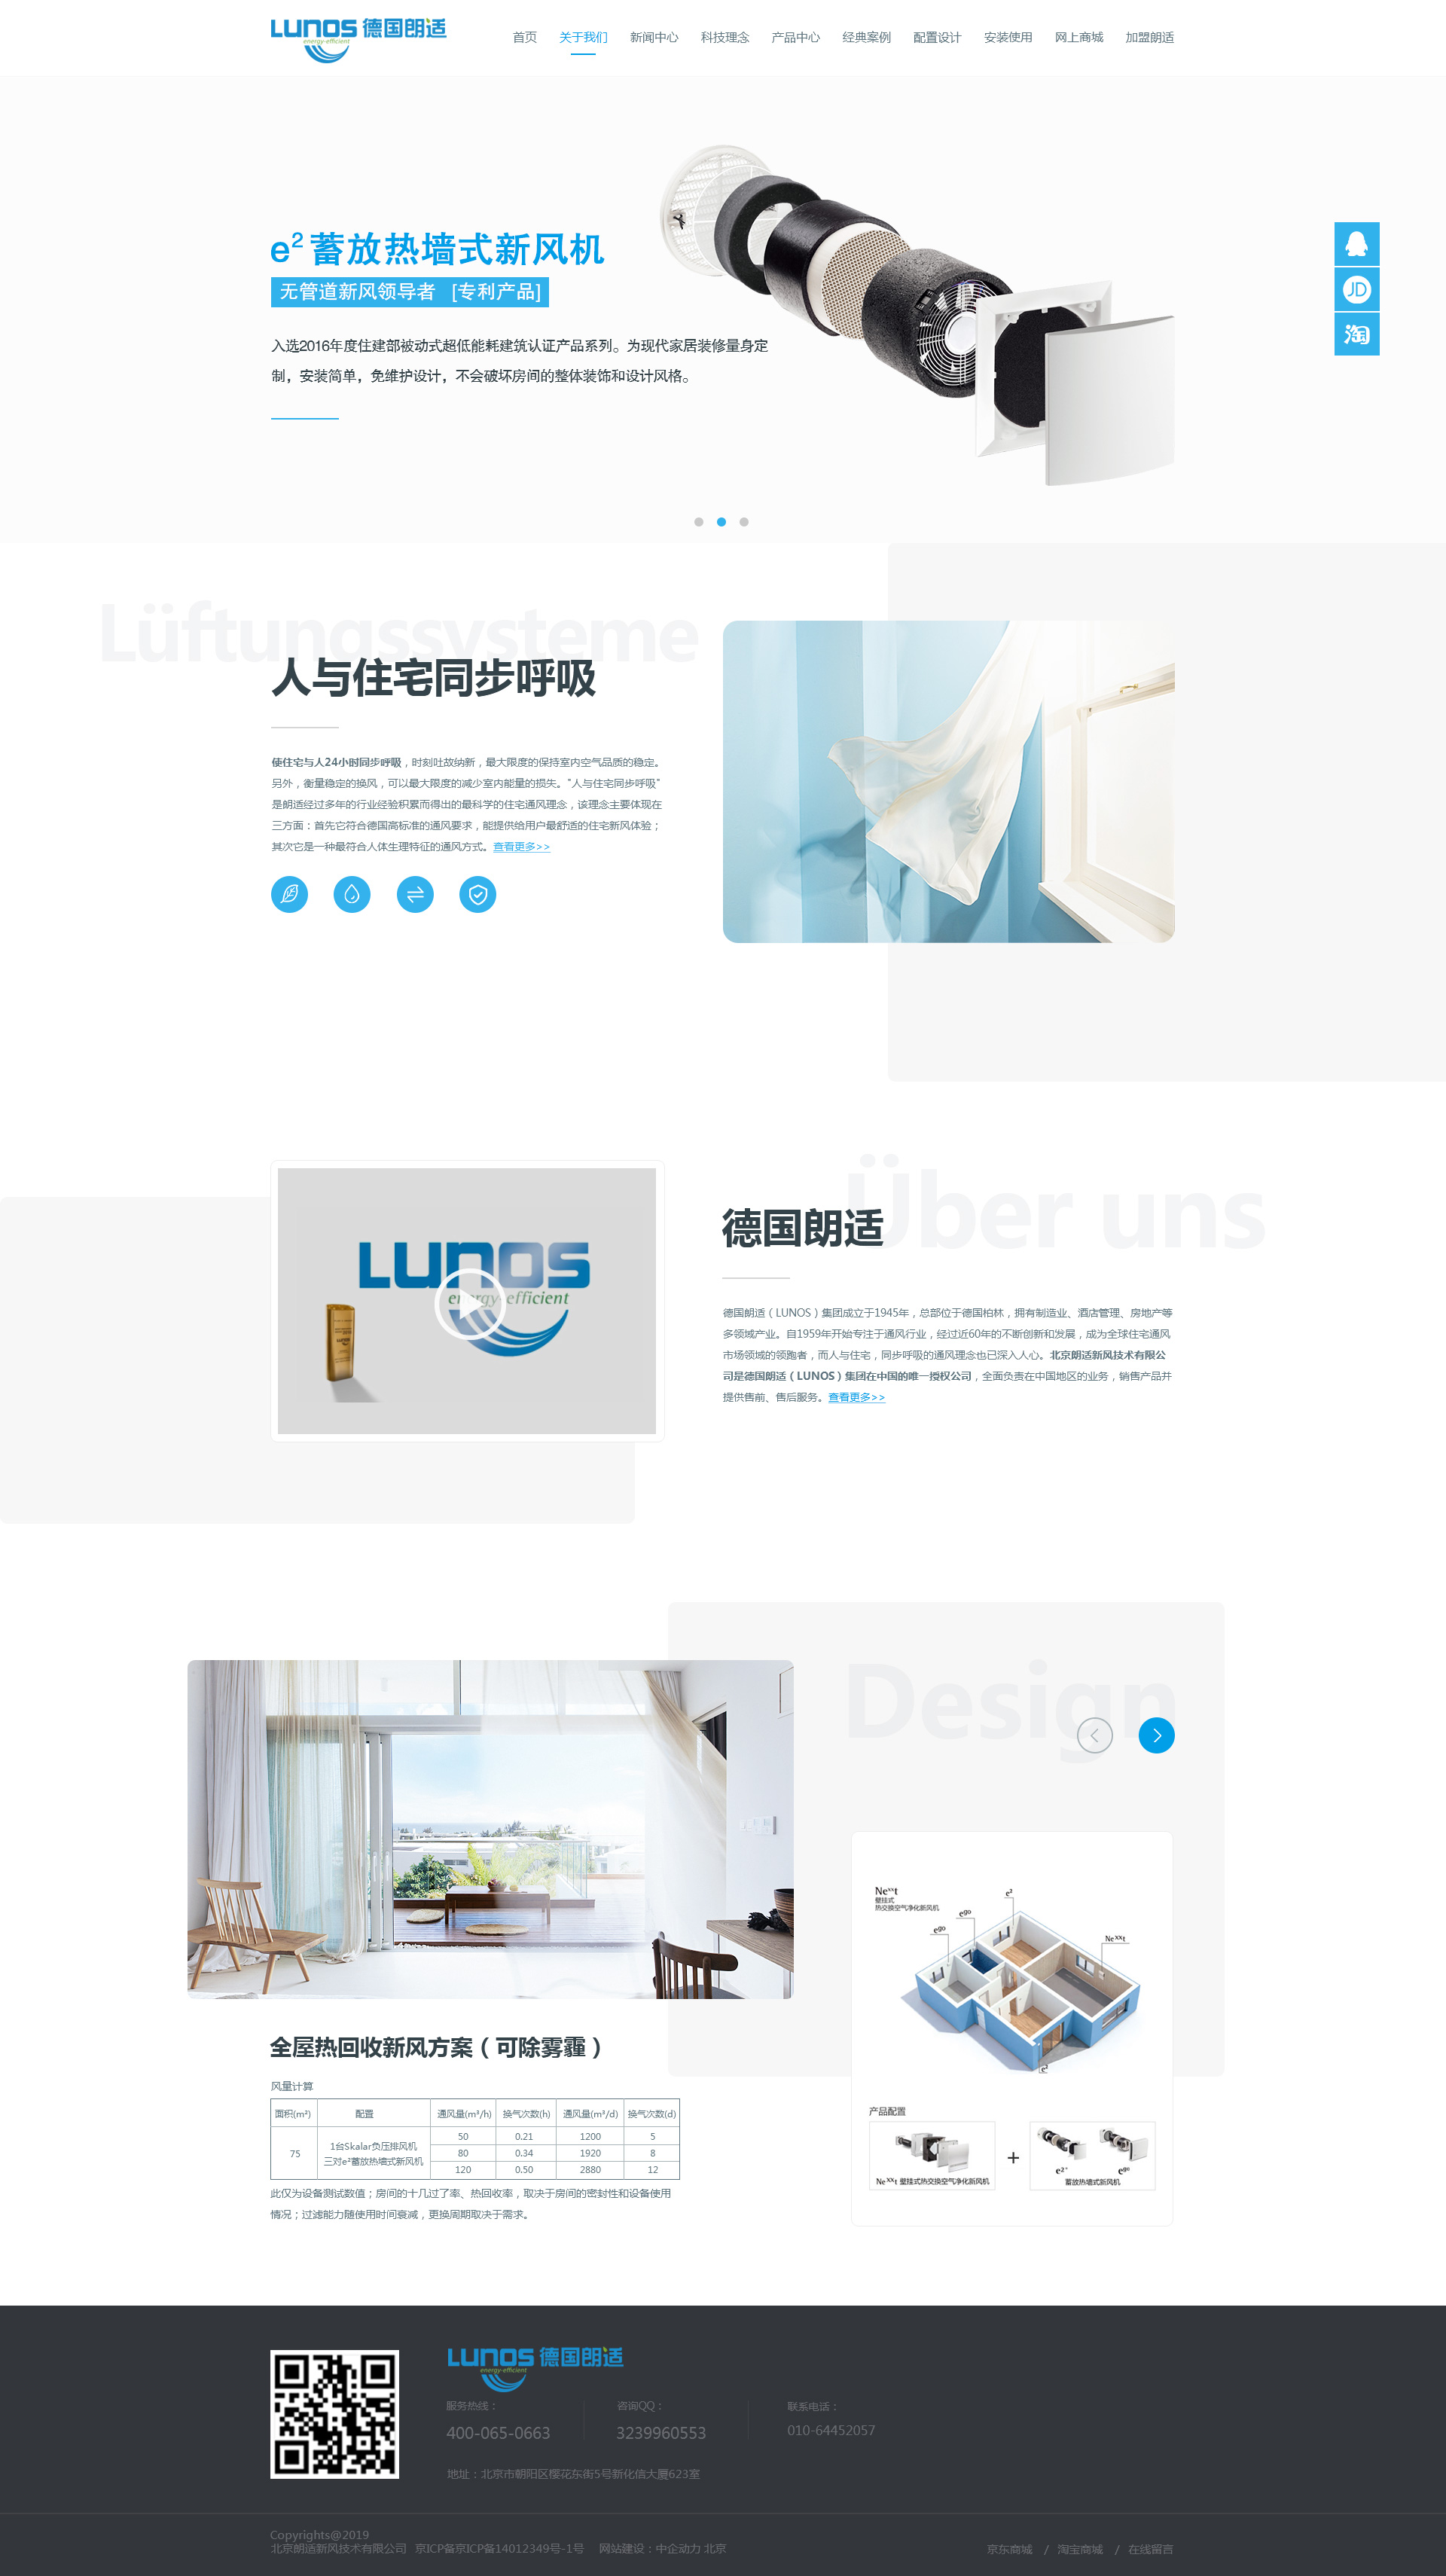 LUNOS 德国朗适
energy-efficient
首页 关于我们 新闻中心 科技理念 产品中心 经典案例 配置设计 安装使用 网上商城 加盟朗适
e² 蓄放热墙式新风机
无管道新风领导者 [专利产品]
入选2016年度住建部被动式超低能耗建筑认证产品系列。为现代家居装修量身定
制，安装简单，免维护设计，不会破坏房间的整体装饰和设计风格。
JD
淘
Lüftungssysteme
人与住宅同步呼吸
使住宅与人24小时同步呼吸，时刻吐故纳新，最大限度的保持室内空气品质的稳定。
另外，衡量稳定的换风，可以最大限度的减少室内能量的损失。"人与住宅同步呼吸"
是朗适经过多年的行业经验积累而得出的最科学的住宅通风理念，该理念主要体现在
三方面：首先它符合德国高标准的通风要求，能提供给用户最舒适的住宅新风体验；
其次它是一种最符合人体生理特征的通风方式。查看更多>>
LUNOS
energy-efficient
Über uns
德国朗适
德国朗适（LUNOS）集团成立于1945年，总部位于德国柏林，拥有制造业、酒店管理、房地产等
多领域产业。自1959年开始专注于通风行业，经过近60年的不断创新和发展，成为全球住宅通风
市场领域的领跑者，而人与住宅，同步呼吸的通风理念也已深入人心。北京朗适新风技术有限公
司是德国朗适（LUNOS）集团在中国的唯一授权公司，全面负责在中国地区的业务，销售产品并
提供售前、售后服务。查看更多>>
Design
Nexxt
壁挂式
热交换空气净化新风机
e²
ego
ego
Nexxt
e²
产品配置
Nexxt 壁挂式热交换空气净化新风机
+
e² ego
蓄放热墙式新风机
全屋热回收新风方案（可除雾霾）
风量计算
面积(m²) 配置 通风量(m³/h) 换气次数(h) 通风量(m³/d) 换气次数(d)
75 1台Skalar负压排风机
三对e²蓄放热墙式新风机
50 0.21 1200 5
80 0.34 1920 8
120 0.50 2880 12
此仅为设备测试数值；房间的十几过了率、热回收率，取决于房间的密封性和设备使用
情况；过滤能力随使用时间衰减，更换周期取决于需求。
LUNOS 德国朗适
energy-efficient
服务热线： 咨询QQ： 联系电话：
400-065-0663 3239960553 010-64452057
地址：北京市朝阳区樱花东街5号新化信大厦623室
Copyrights@2019
北京朗适新风技术有限公司 京ICP备京ICP备14012349号-1号 网站建设：中企动力 北京
京东商城 / 淘宝商城 / 在线留言